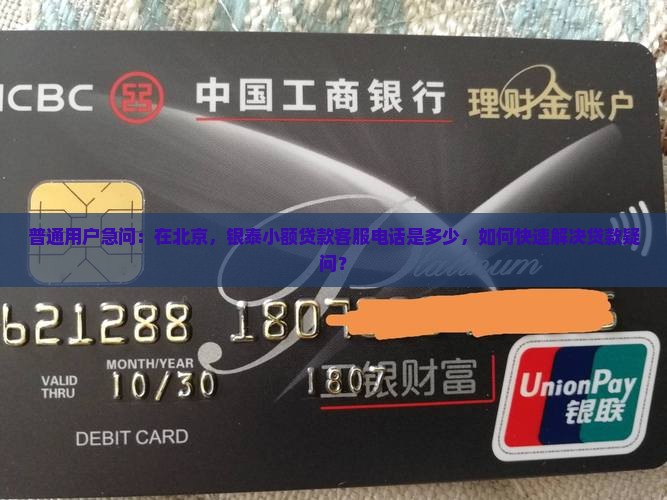 ICBC 中国工商银行 理财金账户
普通用户急问：在北京，银泰小额贷款客服电话是多少，如何快速解决贷款疑
问？
Platinum
621288 1807
MONTH/YEAR
VALID
THRU
10/30 1807
工银财富
UnionPay
银联
DEBIT CARD